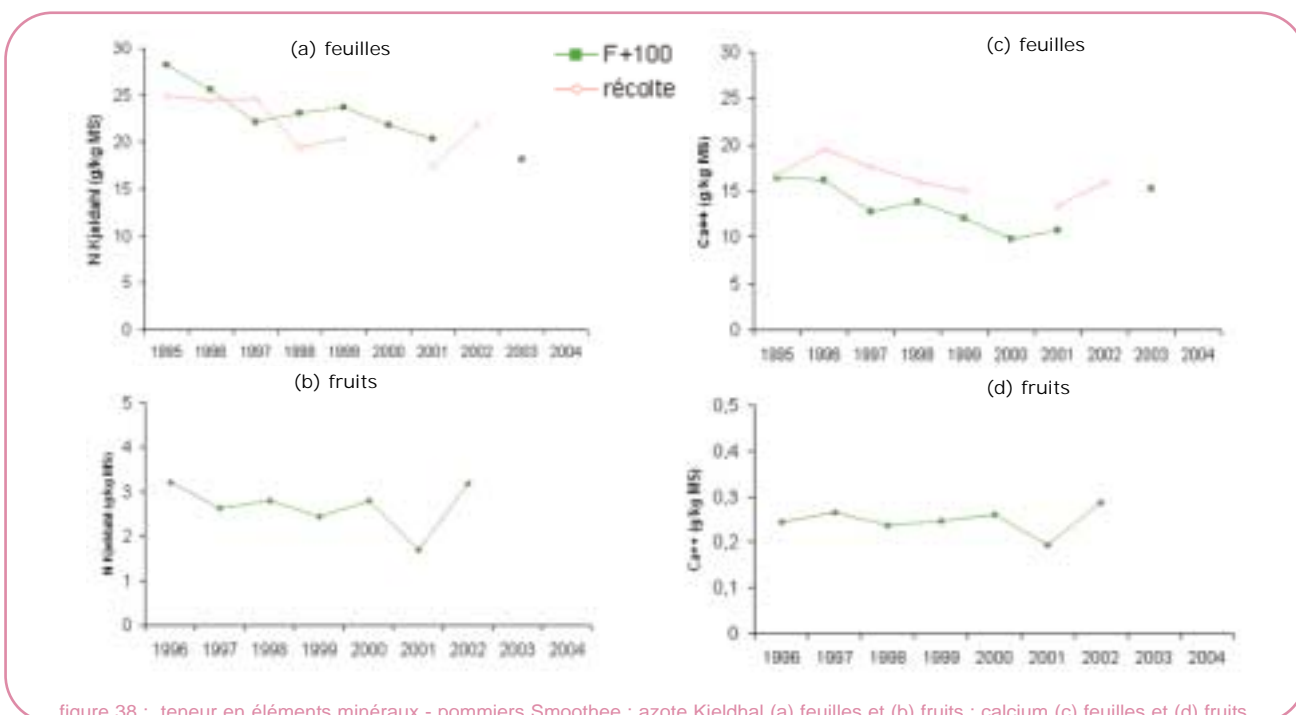 (a) feuilles
30
25
20
15
10
5
0
N Kjeldahl (g/kg MS)
1995 1996 1997 1998 1999 2000 2001 2002 2003 2004
F+100
récolte
(c) feuilles
30
25
20
15
10
5
0
Ca++ (g/kg MS)
1995 1996 1997 1998 1999 2000 2001 2002 2003 2004
(b) fruits
5
4
3
2
1
0
N Kjeldahl (g/kg MS)
1996 1997 1998 1999 2000 2001 2002 2003 2004
(d) fruits
0,5
0,4
0,3
0,2
0,1
0
Ca++ (g/kg MS)
1996 1997 1998 1999 2000 2001 2002 2003 2004
figure 38 : teneur en éléments minéraux - pommiers Smoothee : azote Kjeldhal (a) feuilles et (b) fruits ; calcium (c) feuilles et (d) fruits